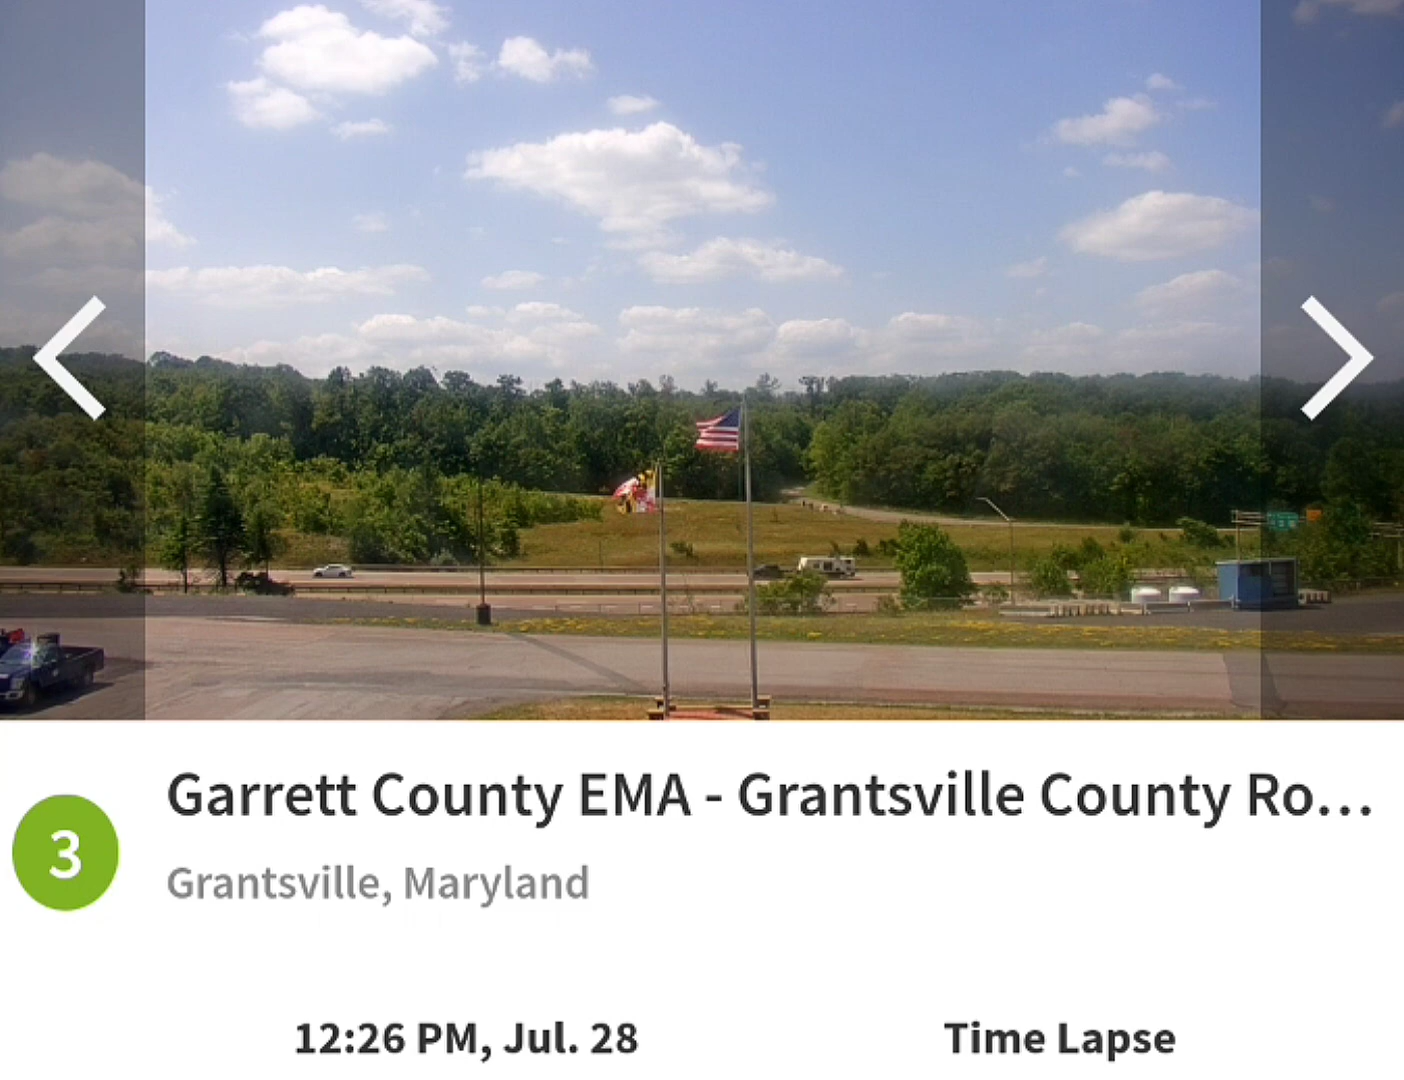 Garrett County EMA - Grantsville County Ro...
3
Grantsville, Maryland
12:26 PM, Jul. 28
Time Lapse